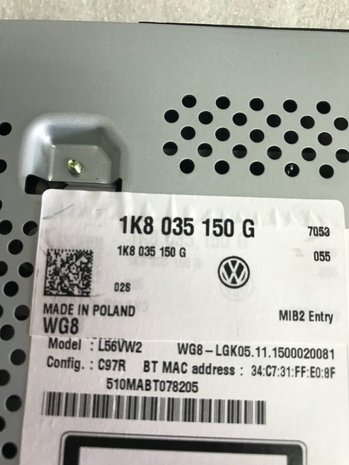 1K8 035 150 G 7053
1K8 035 150 G 055
02S
MADE IN POLAND MIB2 Entry
WG8
Model : L56VW2 WG8-LGK05.11.1500020081
Config. : C97R BT MAC address : 34:C7:31:FF:E0:8F
510MABT078205